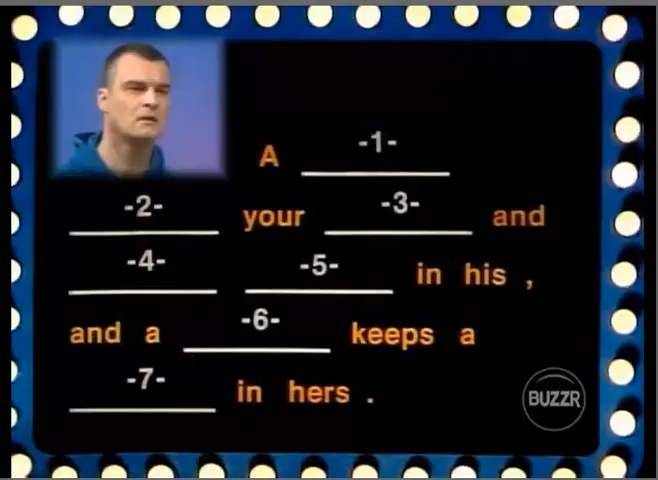 A -1-
-2- your -3- and
-4- -5- in his ,
and a -6- keeps a
-7- in hers .
BUZZR